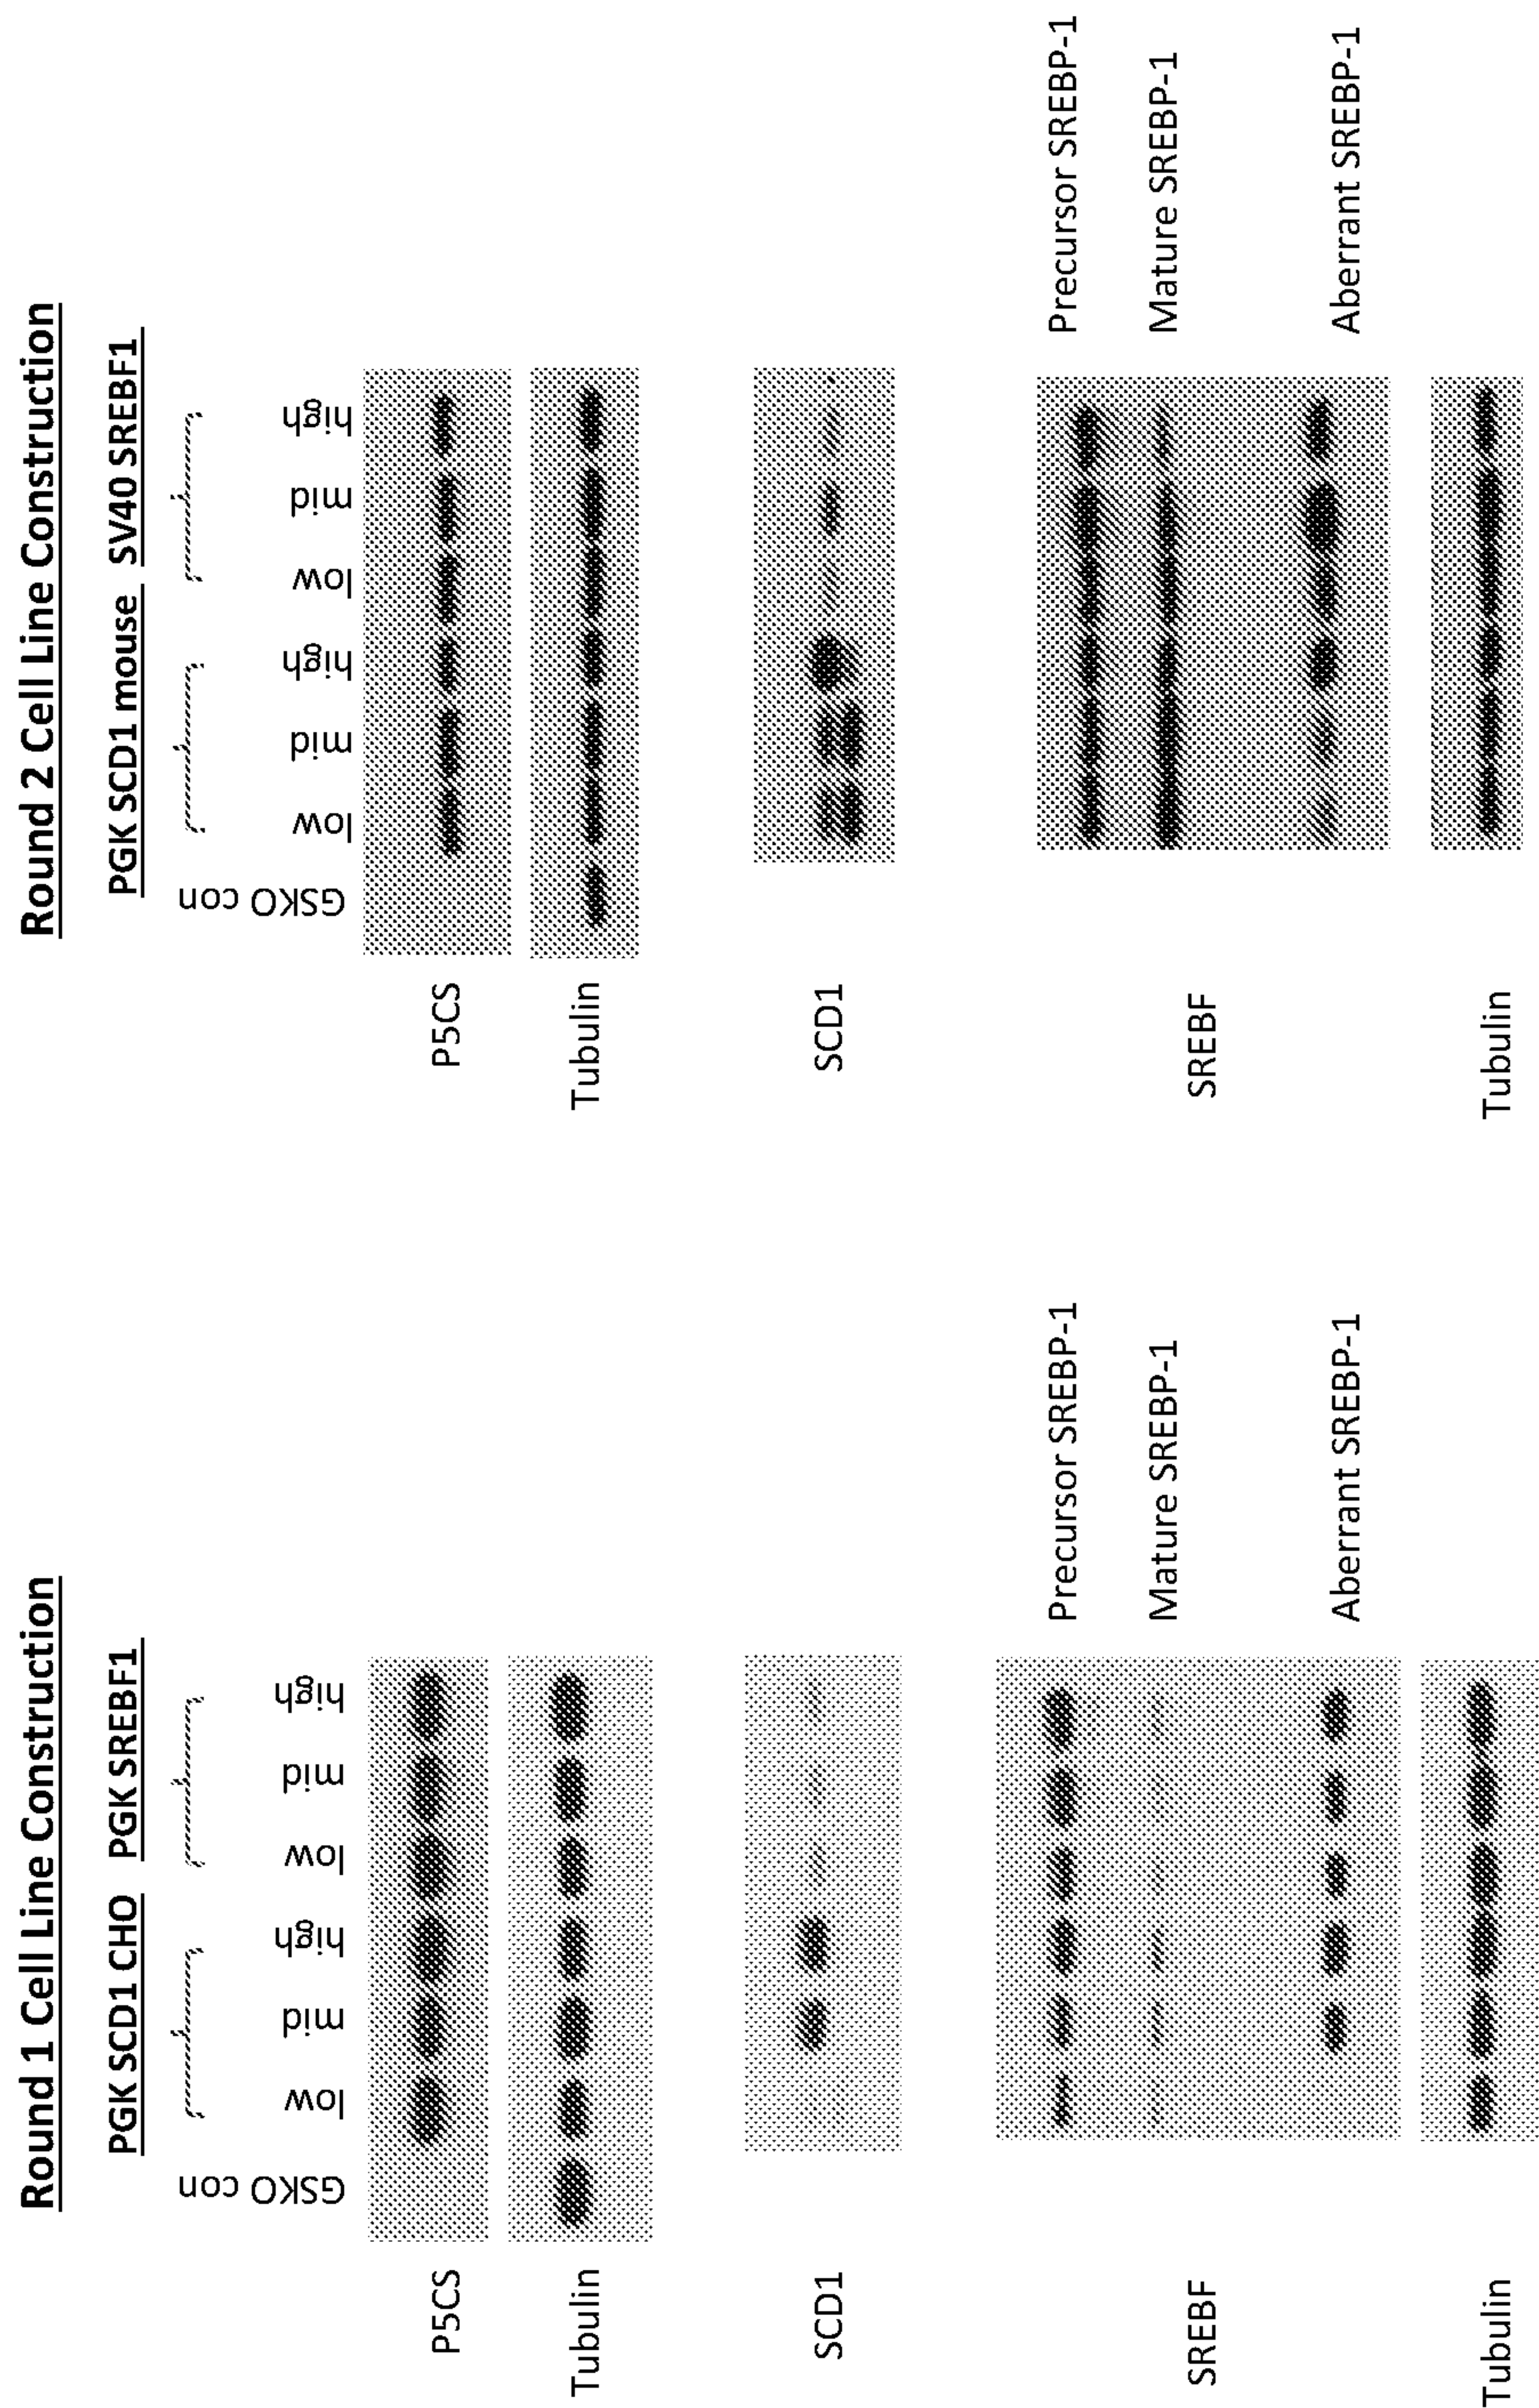 Round 1 Cell Line Construction
PGK SCD1 CHO PGK SREBF1
GSKO con low mid high low mid high
P5CS
Tubulin
SCD1
SREBF
Precursor SREBP-1
Mature SREBP-1
Aberrant SREBP-1
Tubulin
Round 2 Cell Line Construction
PGK SCD1 mouse SV40 SREBF1
GSKO con low mid high low mid high
P5CS
Tubulin
SCD1
SREBF
Precursor SREBP-1
Mature SREBP-1
Aberrant SREBP-1
Tubulin